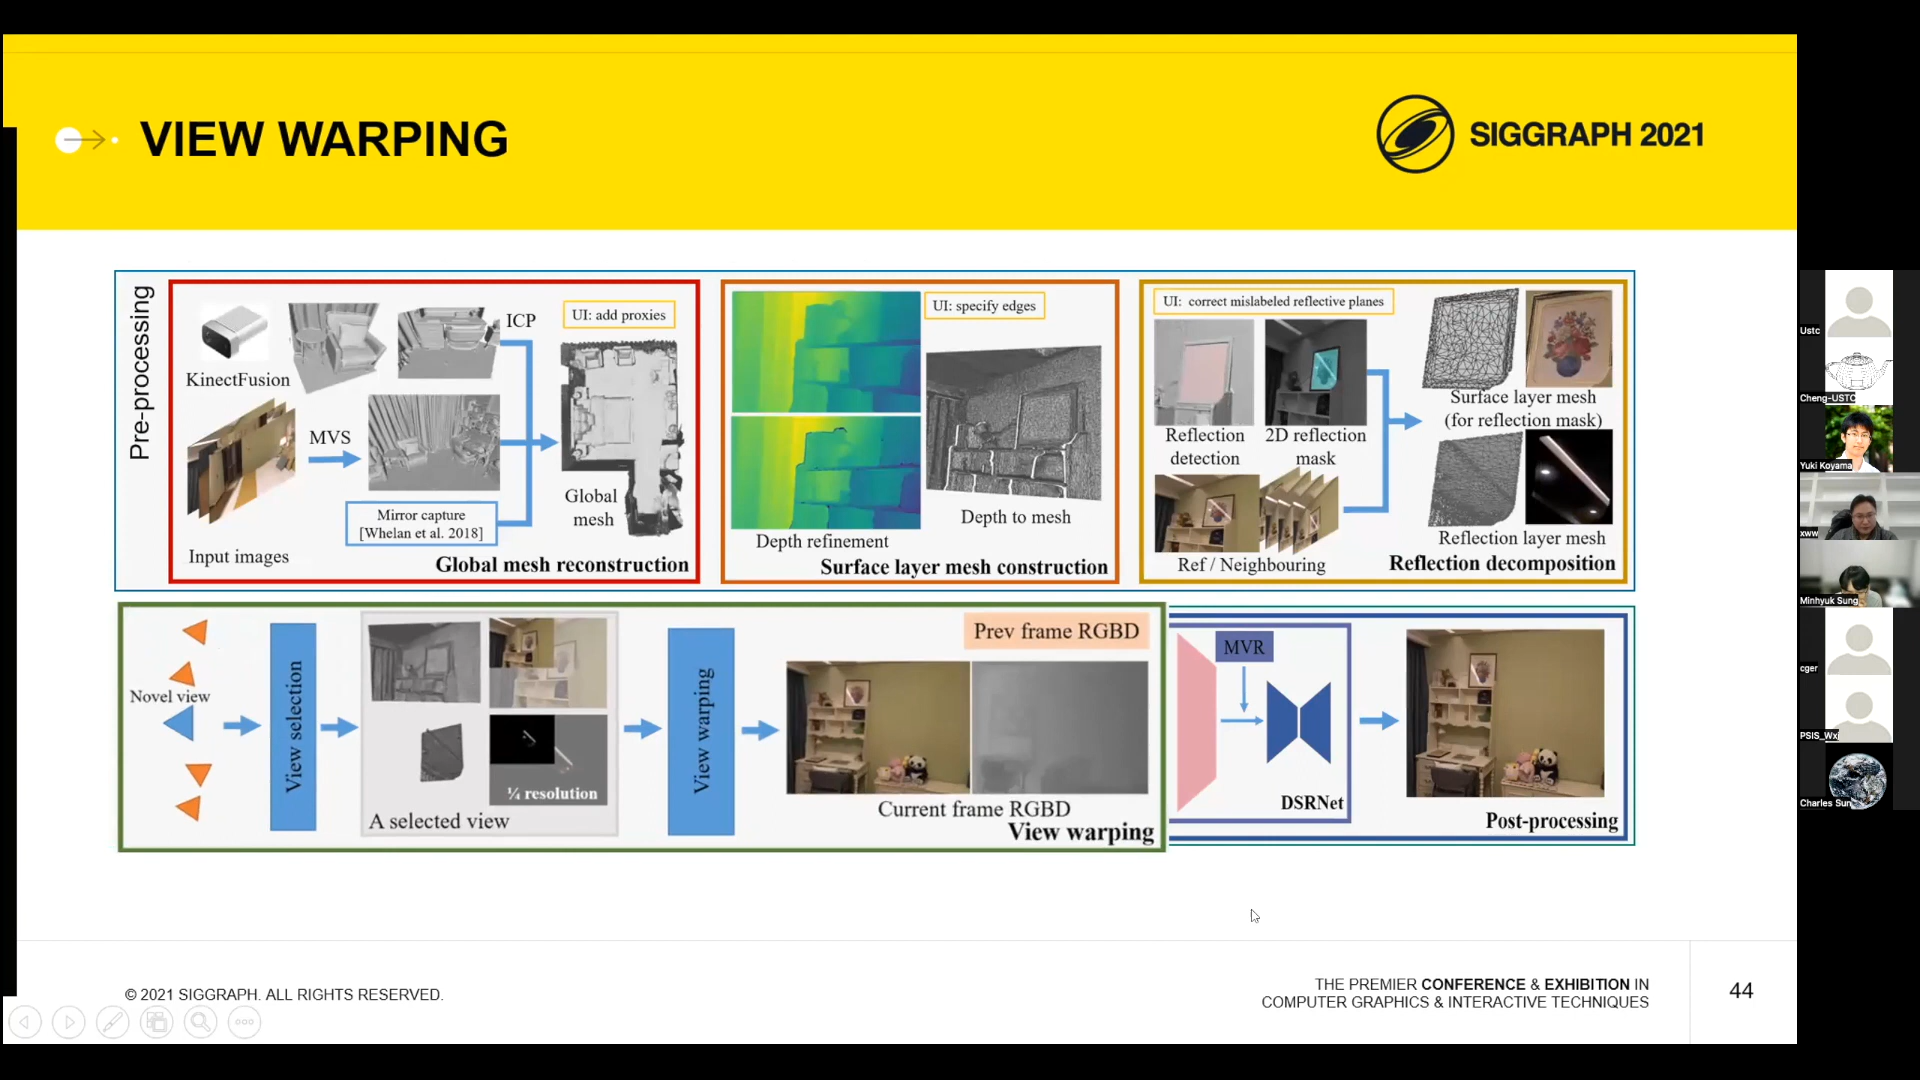 VIEW WARPING
SIGGRAPH 2021
Pre-processing
KinectFusion
ICP
UI: add proxies
MVS
Mirror capture
[Whelan et al. 2018]
Global
mesh
Input images
Global mesh reconstruction
UI: specify edges
Depth refinement
Depth to mesh
Surface layer mesh construction
UI: correct mislabeled reflective planes
Reflection
detection
2D reflection
mask
Surface layer mesh
(for reflection mask)
Ref / Neighbouring
Reflection layer mesh
Reflection decomposition
Novel view
View selection
¼ resolution
A selected view
View warping
Prev frame RGBD
Current frame RGBD
View warping
MVR
DSRNet
Post-processing
© 2021 SIGGRAPH. ALL RIGHTS RESERVED.
THE PREMIER CONFERENCE & EXHIBITION IN
COMPUTER GRAPHICS & INTERACTIVE TECHNIQUES
44
Ustc
Cheng-USTC
Yuki Koyama
xww
Minhyuk Sung
cger
PSIS_Wxj
Charles Sun